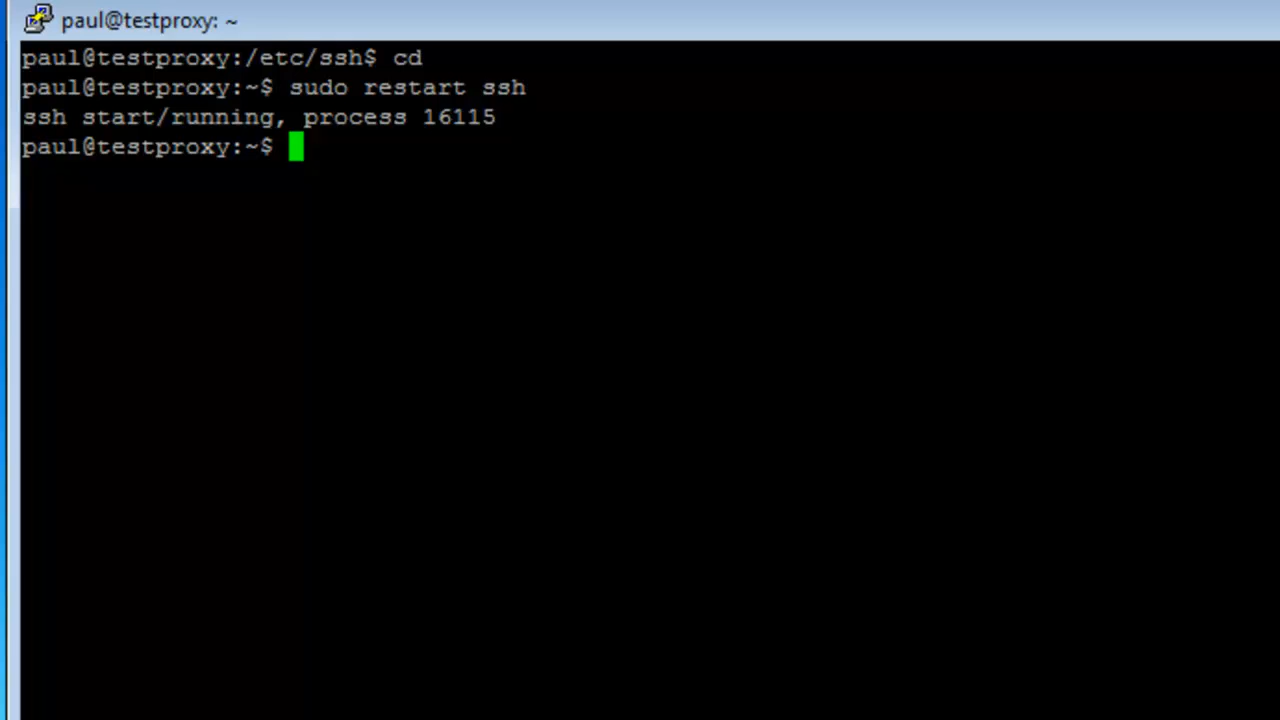 paul@testproxy: ~
paul@testproxy:/etc/ssh$ cd
paul@testproxy:~$ sudo restart ssh
ssh start/running, process 16115
paul@testproxy:~$